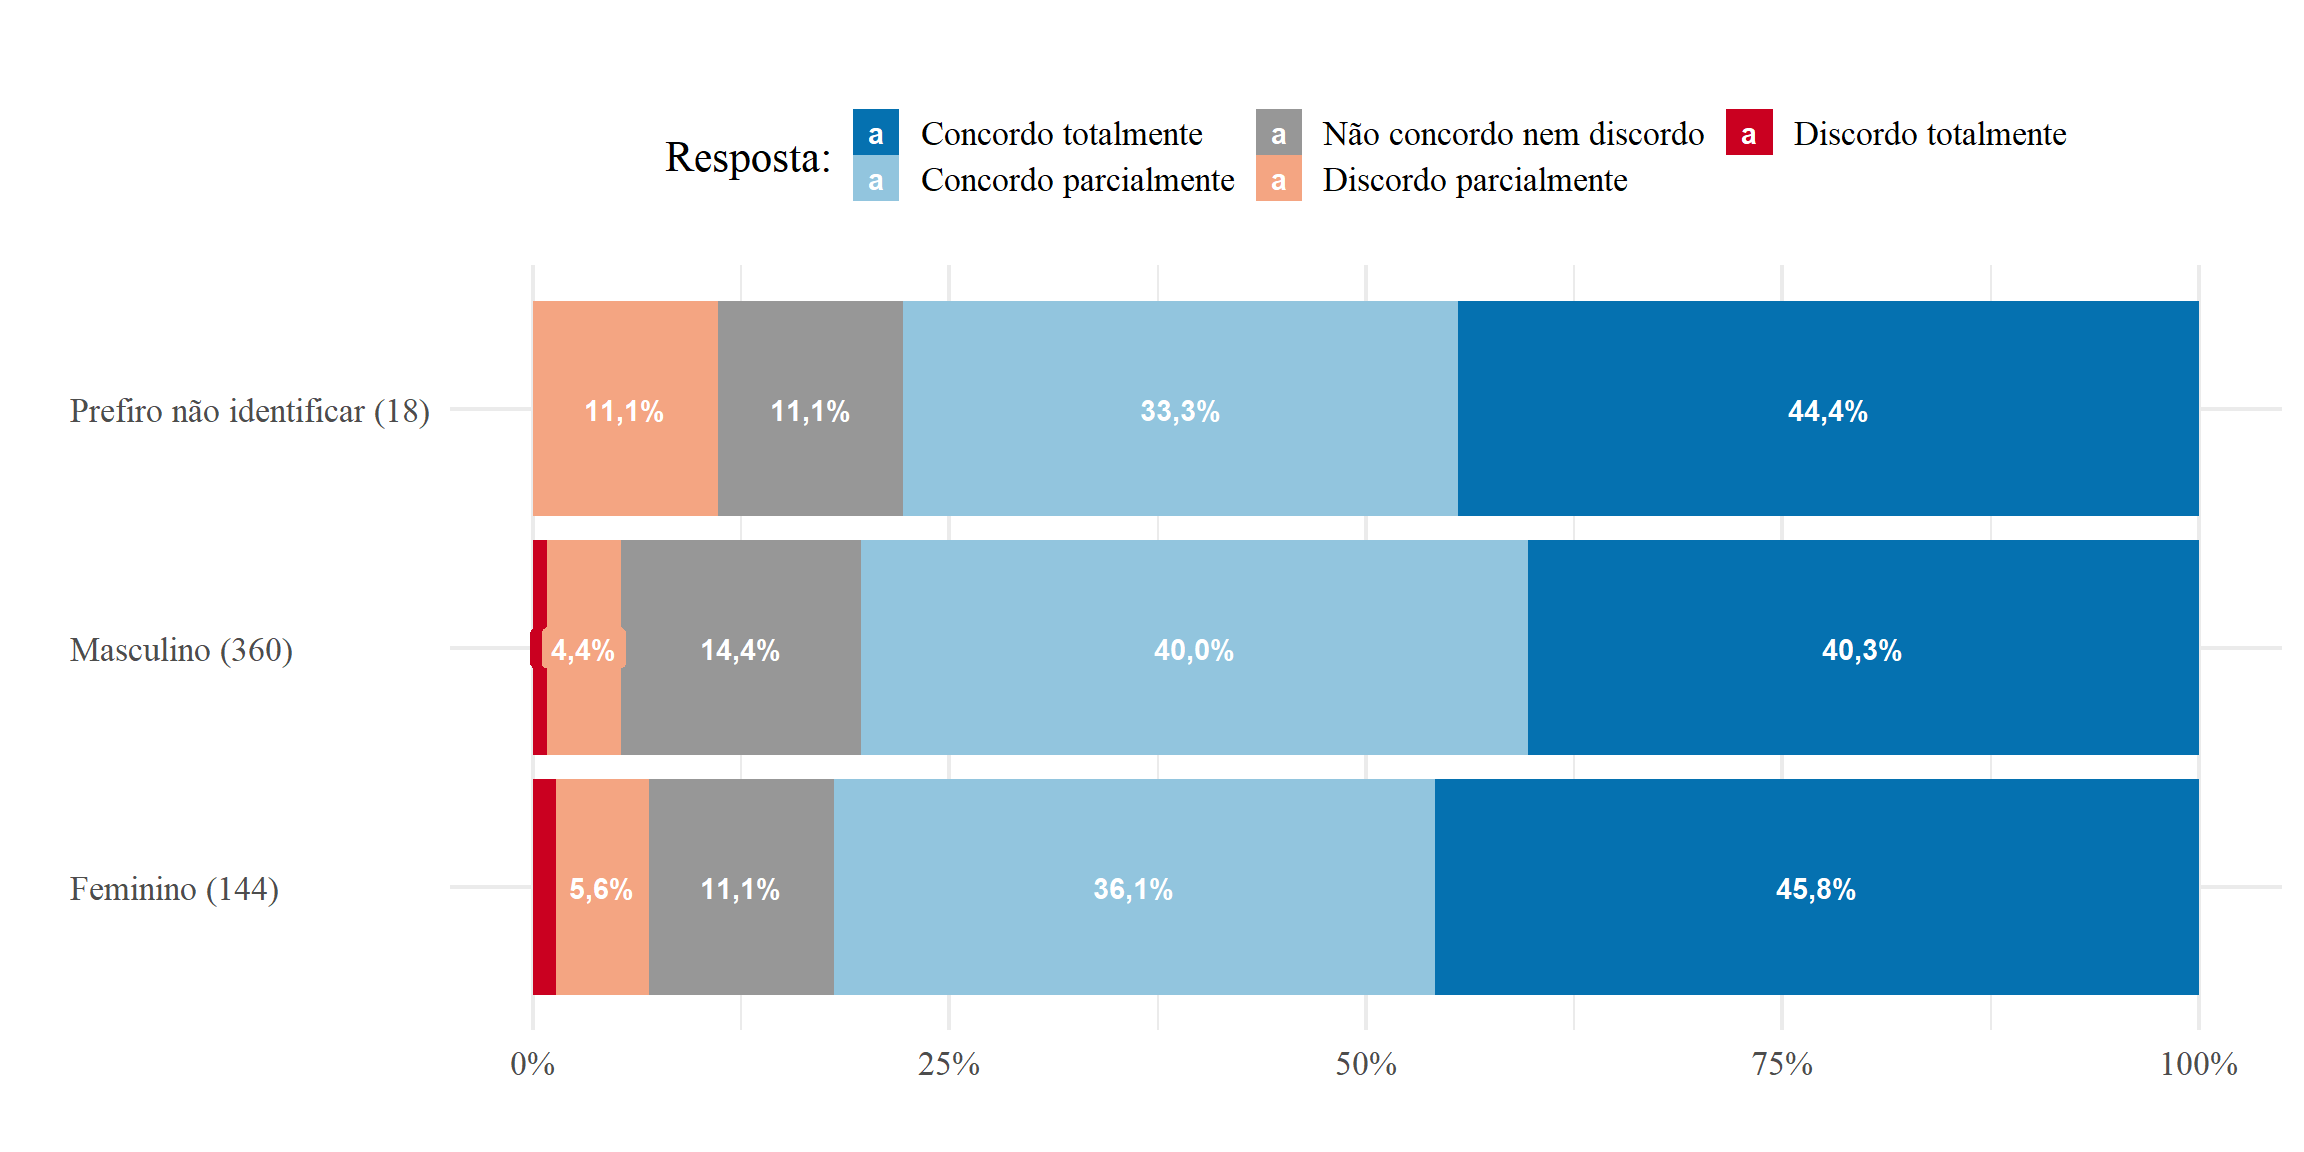 Resposta:
a Concordo totalmente
a Concordo parcialmente
a Não concordo nem discordo
a Discordo parcialmente
a Discordo totalmente
Prefiro não identificar (18)
11,1% 11,1% 33,3% 44,4%
Masculino (360)
4,4% 14,4% 40,0% 40,3%
Feminino (144)
5,6% 11,1% 36,1% 45,8%
0% 25% 50% 75% 100%